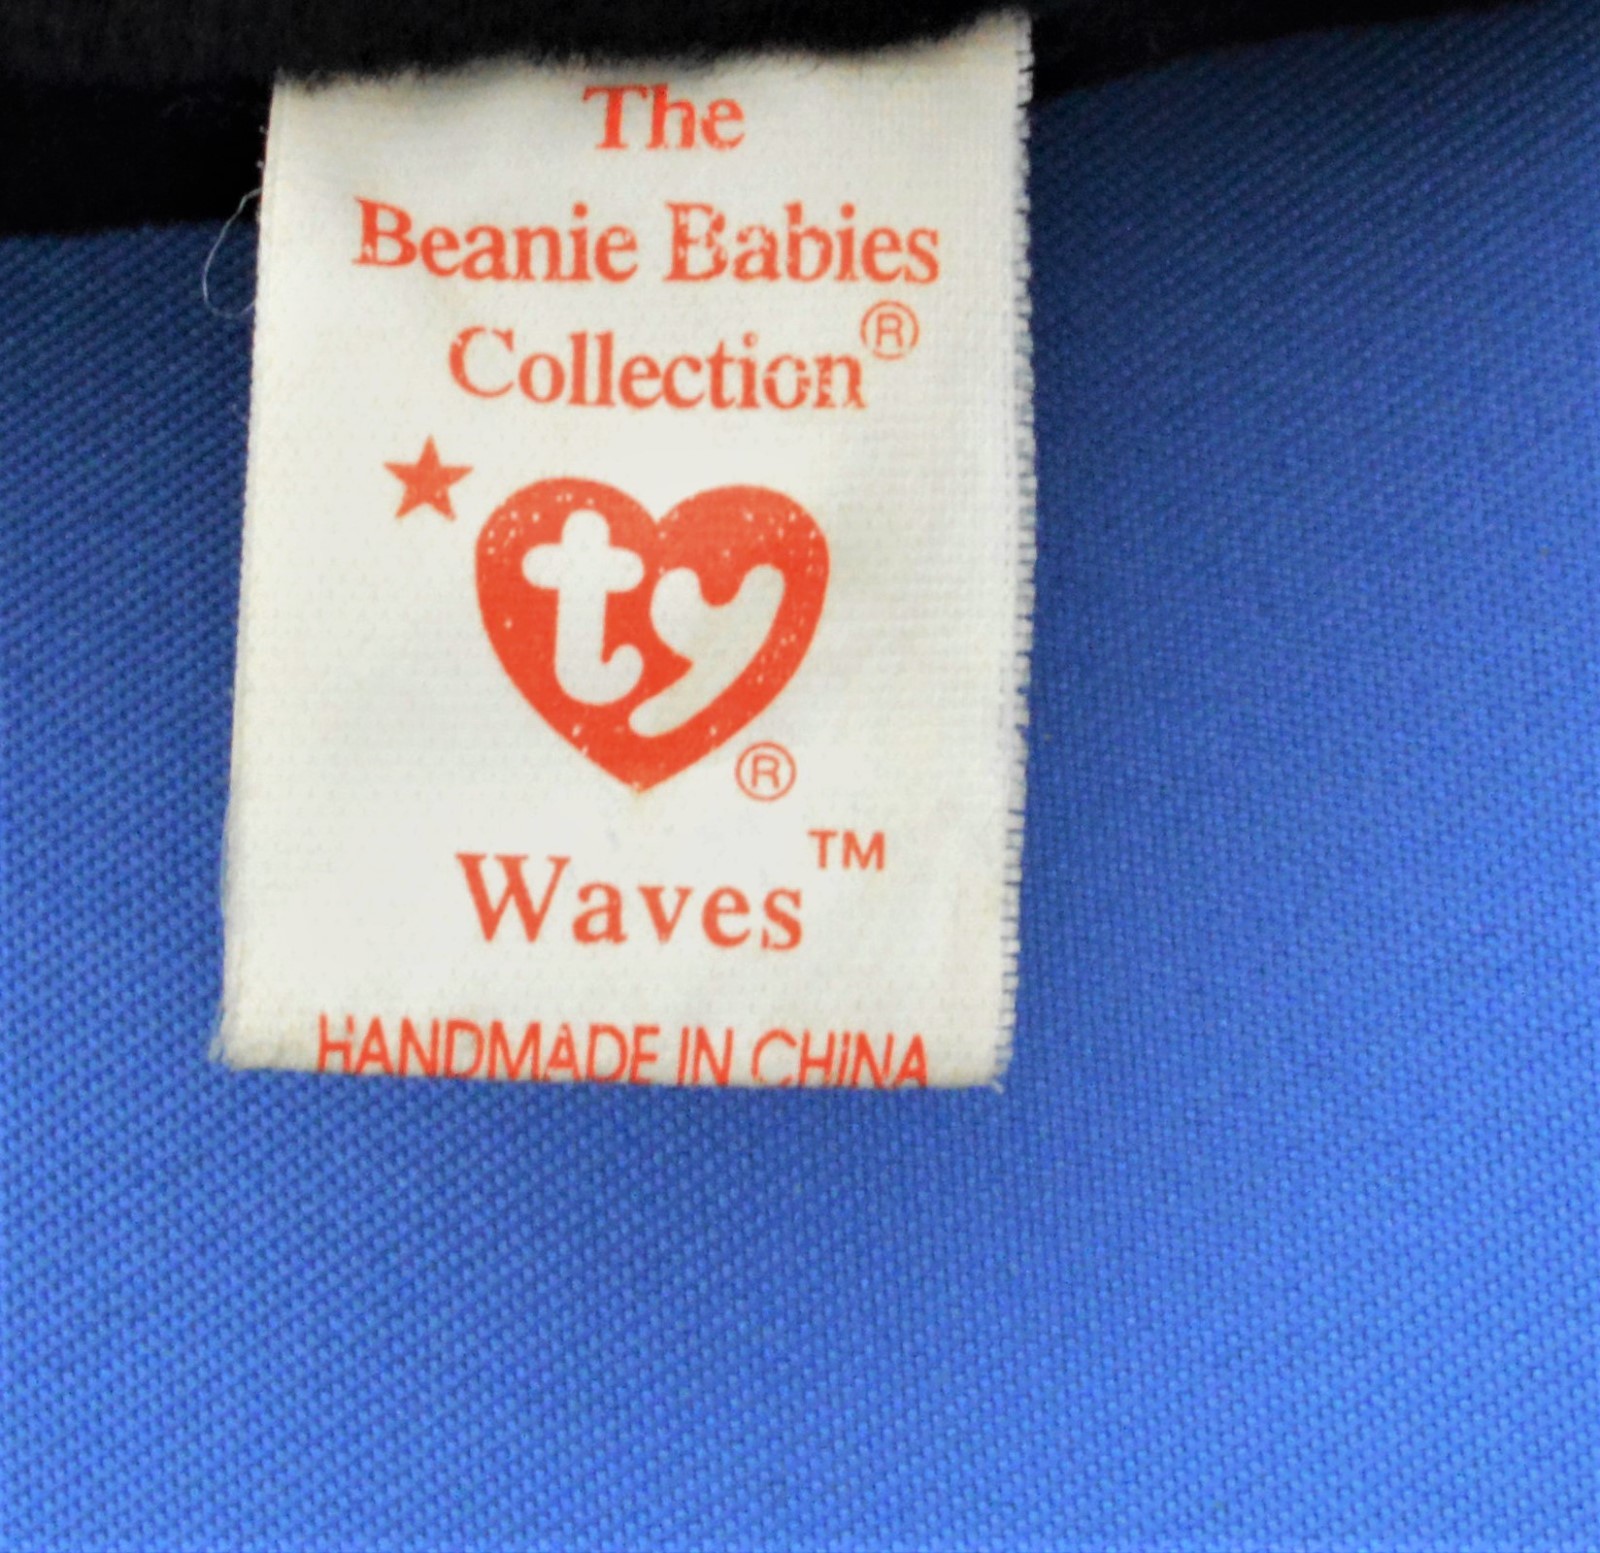 The
Beanie Babies
Collection®
ty®
Waves™
HANDMADE IN CHINA